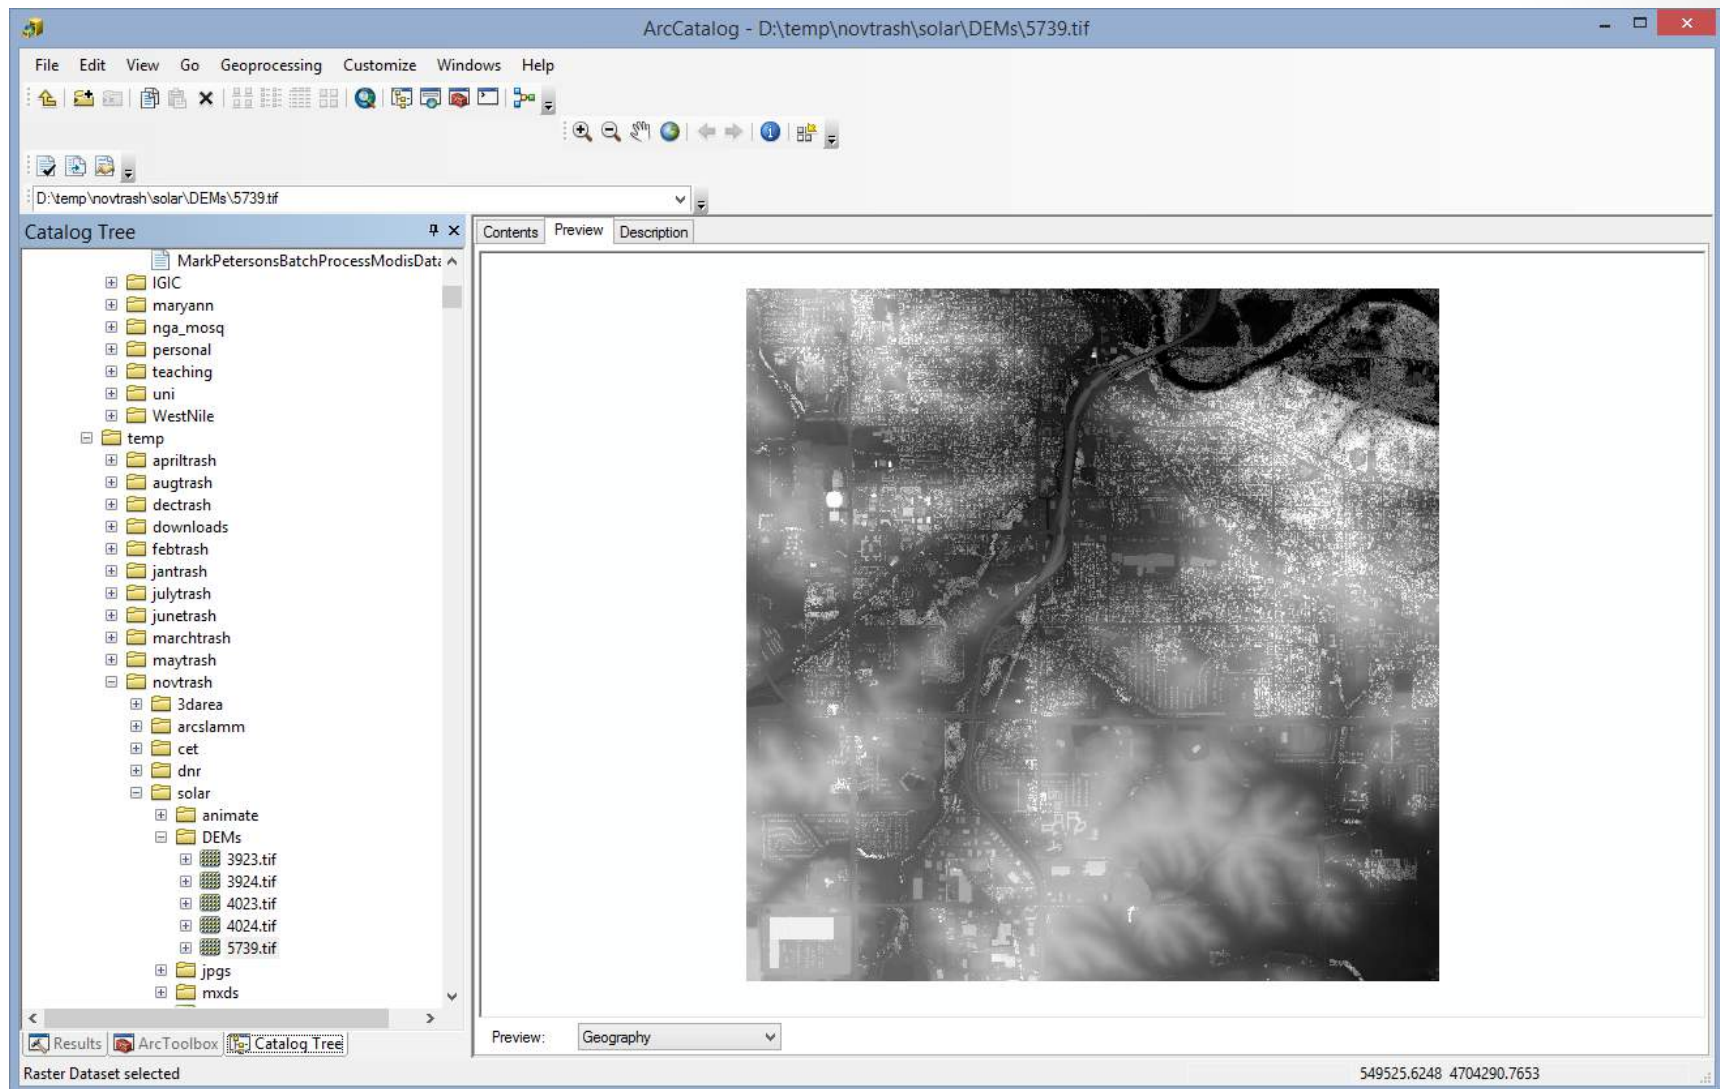 ArcCatalog - D:\temp\novtrash\solar\DEMs\5739.tif
File Edit View Go Geoprocessing Customize Windows Help
D:\temp\novtrash\solar\DEMs\5739.tif
Catalog Tree
Contents Preview Description
MarkPetersonsBatchProcessModisData
IGIC
maryann
nga_mosq
personal
teaching
uni
WestNile
temp
apriltrash
augtrash
dectrash
downloads
febtrash
jantrash
julytrash
junetrash
marchtrash
maytrash
novtrash
3darea
arcslamm
cet
dnr
solar
animate
DEMs
3923.tif
3924.tif
4023.tif
4024.tif
5739.tif
jpgs
mxds
Preview: Geography
Results ArcToolbox Catalog Tree
Raster Dataset selected
549525.6248 4704290.7653